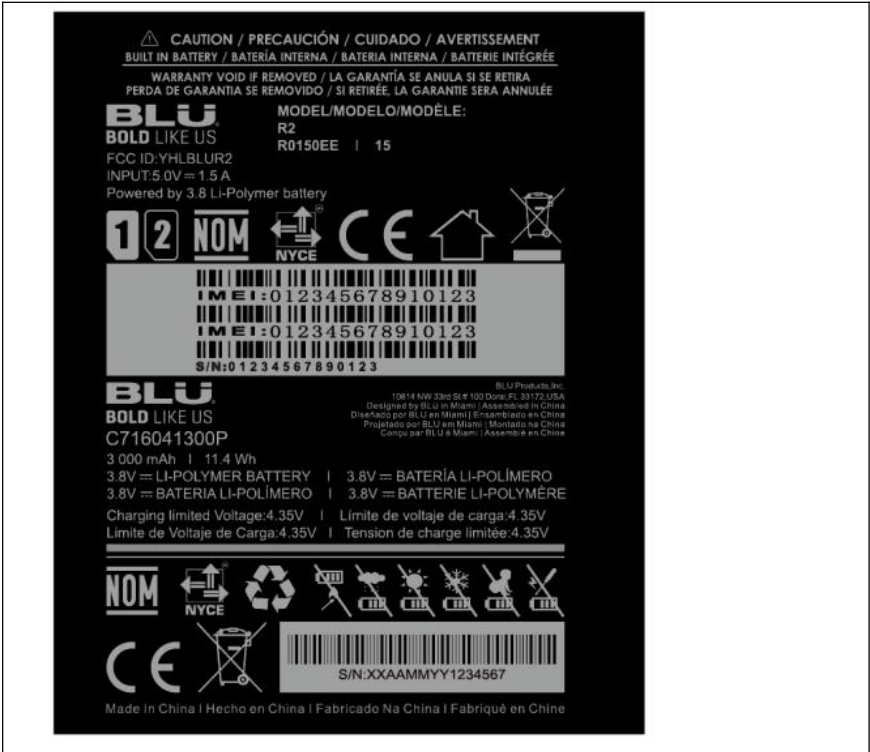 CAUTION / PRECAUCIÓN / CUIDADO / AVERTISSEMENT
BUILT IN BATTERY / BATERÍA INTERNA / BATERIA INTERNA / BATTERIE INTÉGRÉE
WARRANTY VOID IF REMOVED / LA GARANTÍA SE ANULA SI SE RETIRA
PERDA DE GARANTIA SE REMOVIDO / SI RETIRÉE, LA GARANTIE SERA ANNULÉE
BLU
BOLD LIKE US
MODEL/MODELO/MODÈLE:
R2
R0150EE | 15
FCC ID:YHLBLUR2
INPUT:5.0V⎓1.5 A
Powered by 3.8 Li-Polymer battery
1 2 NOM NYCE CE
IMEI:012345678910123
IMEI:012345678910123
S/N:01234567890123
BLU
BOLD LIKE US
BLU Products,Inc.
10814 NW 33rd St # 100 Doral,FL 33172,USA
Designed by BLU in Miami | Assembled in China
Diseñado por BLU en Miami | Ensamblado en China
Projetado por BLU em Miami | Montado na China
Conçu par BLU à Miami | Assemblé en Chine
C716041300P
3 000 mAh | 11.4 Wh
3.8V⎓LI-POLYMER BATTERY | 3.8V⎓BATERÍA LI-POLÍMERO
3.8V⎓BATERIA LI-POLÍMERO | 3.8V⎓BATTERIE LI-POLYMÈRE
Charging limited Voltage:4.35V | Límite de voltaje de carga:4.35V
Limite de Voltaje de Carga:4.35V | Tension de charge limitée:4.35V
NOM NYCE
CE
S/N:XXAAMMYY1234567
Made In China I Hecho en China I Fabricado Na China I Fabriqué en Chine